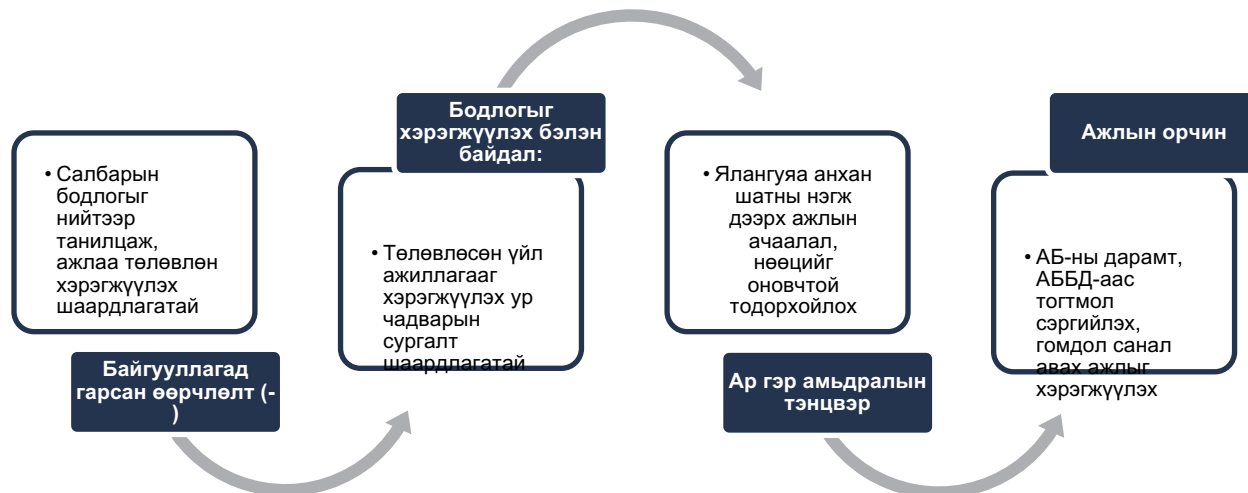 • Салбарын
бодлогыг
нийтээр
танилцаж,
ажлаа төлөвлөн
хэрэгжүүлэх
шаардлагатай
Байгууллагад
гарсан өөрчлөлт (-
)
Бодлогыг
хэрэгжүүлэх бэлэн
байдал:
• Төлөвлөсөн үйл
ажиллагааг
хэрэгжүүлэх ур
чадварын
сургалт
шаардлагатай
• Ялангуяа анхан
шатны нэгж
дээрх ажлын
ачаалал,
нөөцийг
оновчтой
тодорхойлох
Ар гэр амьдралын
тэнцвэр
Ажлын орчин
• АБ-ны дарамт,
АББД-аас
тогтмол
сэргийлэх,
гомдол санал
авах ажлыг
хэрэгжүүлэх